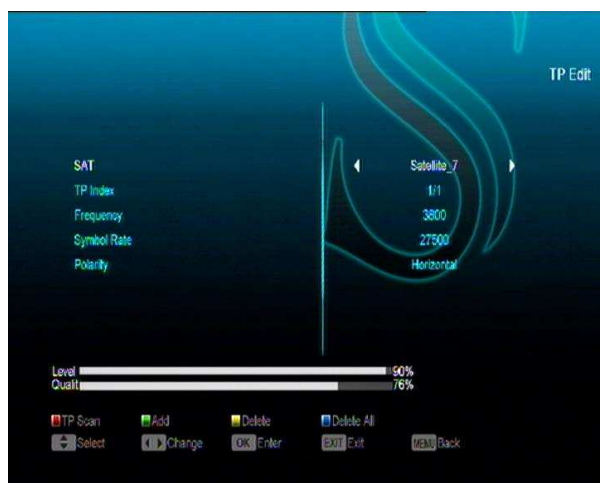 TP Edit
SAT Satellite_7
TP Index 1/1
Frequency 3800
Symbol Rate 27500
Polarity Horizontal
Level 90%
Qualit 76%
TP Scan Add Delete Delete All
Select Change OK Enter EXIT Exit MENU Back